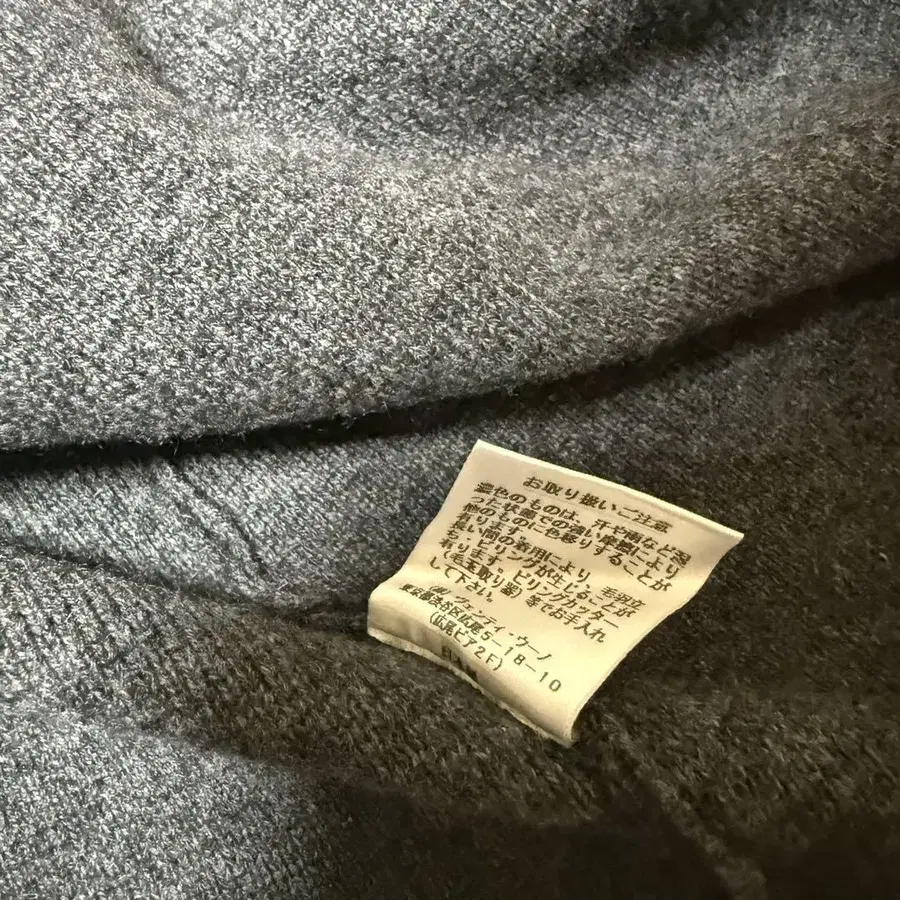 お取り扱いご注意
濃色のものは、汗や雨など湿
った状態での強い摩擦により
他のものに色移りすることが
あります。
長い間の着用により、毛羽立
ち・ピリングが生じることが
あります。ピリングカッター
(毛玉取り器)等でお手入れ
して下さい。
(株)ヴェント・ウーノ
東京都渋谷区広尾5-18-10
(広尾ピア2F)